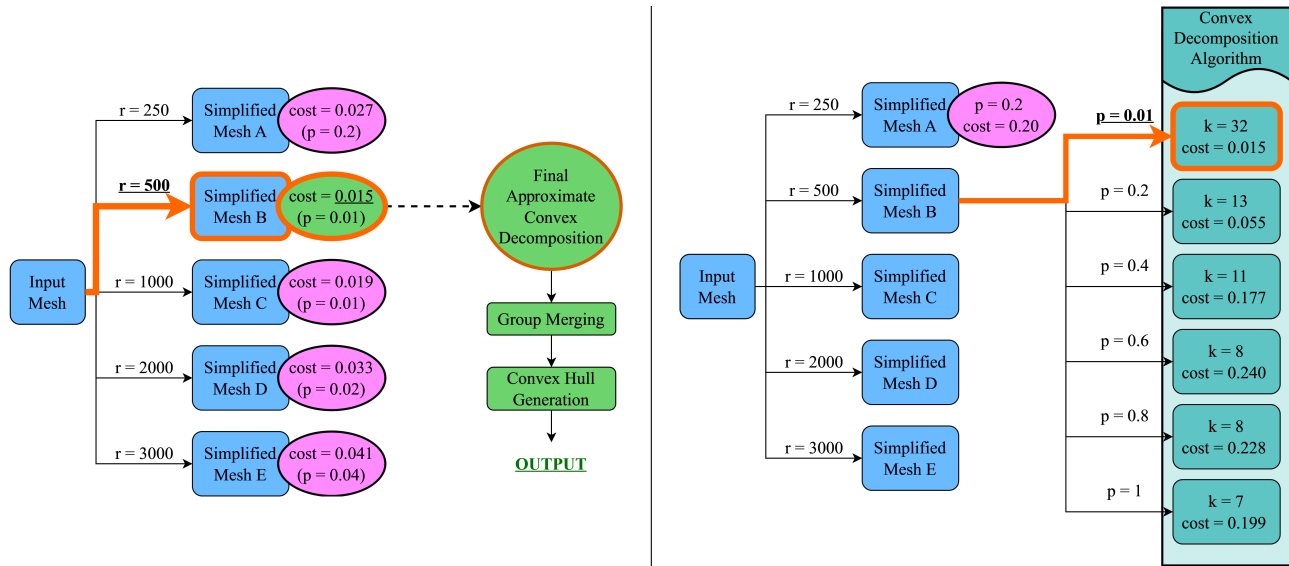 r = 250
Simplified
Mesh A
cost = 0.027
(p = 0.2)
r = 500
Simplified
Mesh B
cost = 0.015
(p = 0.01)
Input
Mesh
r = 1000
Simplified
Mesh C
cost = 0.019
(p = 0.01)
r = 2000
Simplified
Mesh D
cost = 0.033
(p = 0.02)
r = 3000
Simplified
Mesh E
cost = 0.041
(p = 0.04)
Final
Approximate
Convex
Decomposition
Group Merging
Convex Hull
Generation
OUTPUT
Input
Mesh
r = 250
Simplified
Mesh A
p = 0.2
cost = 0.20
r = 500
Simplified
Mesh B
r = 1000
Simplified
Mesh C
r = 2000
Simplified
Mesh D
r = 3000
Simplified
Mesh E
Convex
Decomposition
Algorithm
p = 0.01
k = 32
cost = 0.015
p = 0.2
k = 13
cost = 0.055
p = 0.4
k = 11
cost = 0.177
p = 0.6
k = 8
cost = 0.240
p = 0.8
k = 8
cost = 0.228
p = 1
k = 7
cost = 0.199